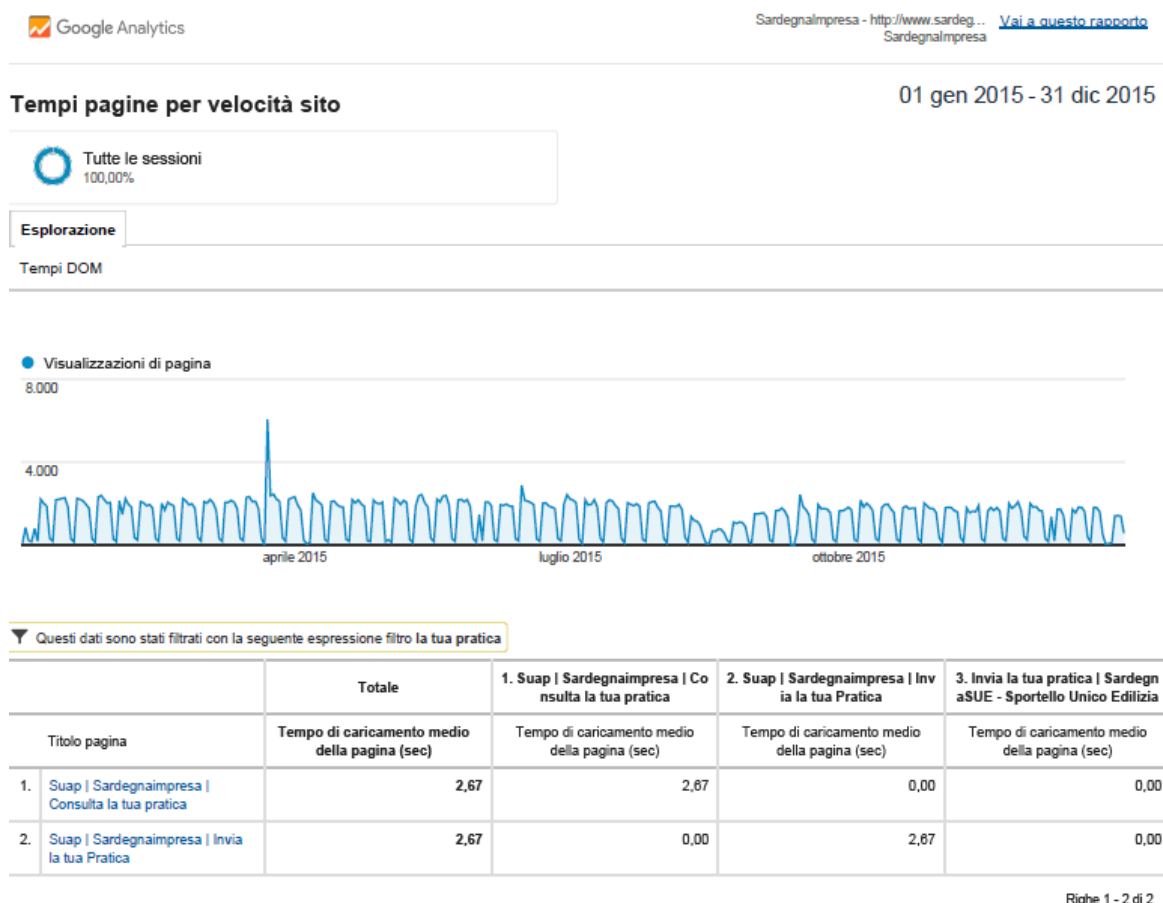 Google Analytics
SardegnaImpresa - http://www.sardeg...
SardegnaImpresa
Vai a questo rapporto
Tempi pagine per velocità sito
01 gen 2015 - 31 dic 2015
Tutte le sessioni
100,00%
Esplorazione
Tempi DOM
Visualizzazioni di pagina
8.000
4.000
aprile 2015
luglio 2015
ottobre 2015
Questi dati sono stati filtrati con la seguente espressione filtro la tua pratica
Totale
1. Suap | Sardegnaimpresa | Co
nsulta la tua pratica
2. Suap | Sardegnaimpresa | Inv
ia la tua Pratica
3. Invia la tua pratica | Sardegn
aSUE - Sportello Unico Edilizia
Titolo pagina
Tempo di caricamento medio
della pagina (sec)
Tempo di caricamento medio
della pagina (sec)
Tempo di caricamento medio
della pagina (sec)
Tempo di caricamento medio
della pagina (sec)
1. Suap | Sardegnaimpresa |
Consulta la tua pratica
2,67
2,67
0,00
0,00
2. Suap | Sardegnaimpresa | Invia
la tua Pratica
2,67
0,00
2,67
0,00
Righe 1 - 2 di 2